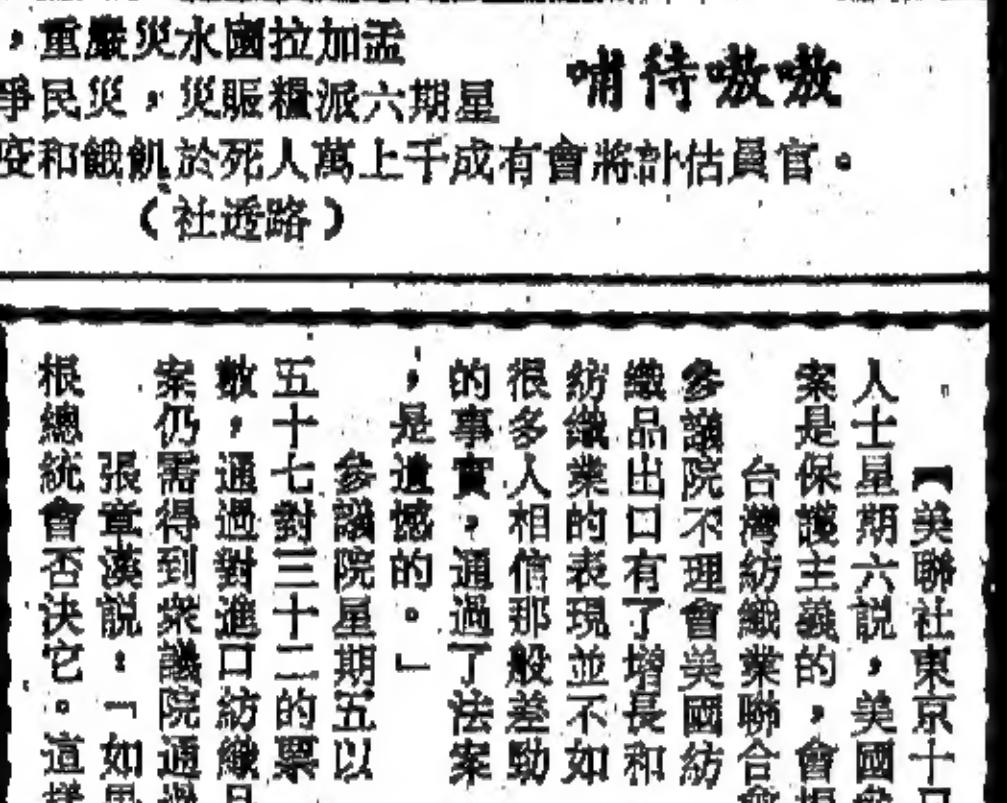 嗷嗷待哺
孟加拉國水災嚴重，
星期六派糧賑災，災民爭
。官員估計將會有成千上萬人死於飢餓和疫
（路透社）
【美聯社東京十
人士星期六説，美國參
案是保護主義的，會損
台灣紡織業聯合會
參議院不理會美國紡
織品出口有了增長和
紡織業的表現並不如
很多人相信那般差勁
的事實，通過了法案
，是遺憾的。」
參議院星期五以
五十七對三十二的票
數，通過對進口紡織品
案仍需得到衆議院通過
張章漢説：「如果
根總統會否決它。這樣